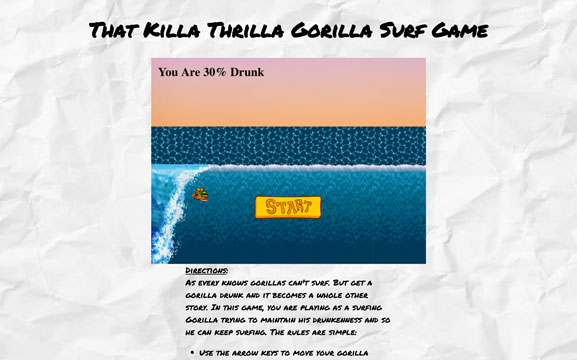 That Killa Thrilla Gorilla Surf Game
You Are 30% Drunk
START
Directions:
As every knows gorillas can't surf. But get a
gorilla drunk and it becomes a whole other
story. In this game, you are playing as a surfing
Gorilla trying to maintain his drunkenness and so
he can keep surfing. The rules are simple:
• Use the arrow keys to move your gorilla